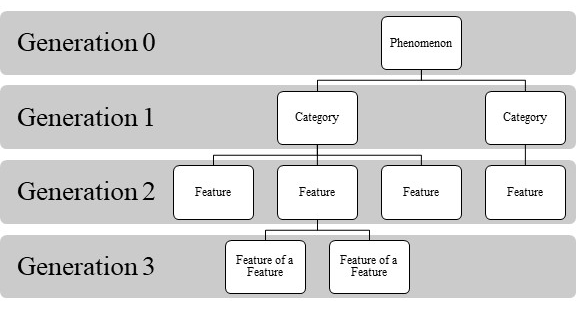 Generation 0
Phenomenon
Generation 1
Category
Category
Generation 2
Feature
Feature
Feature
Feature
Generation 3
Feature of a
Feature
Feature of a
Feature